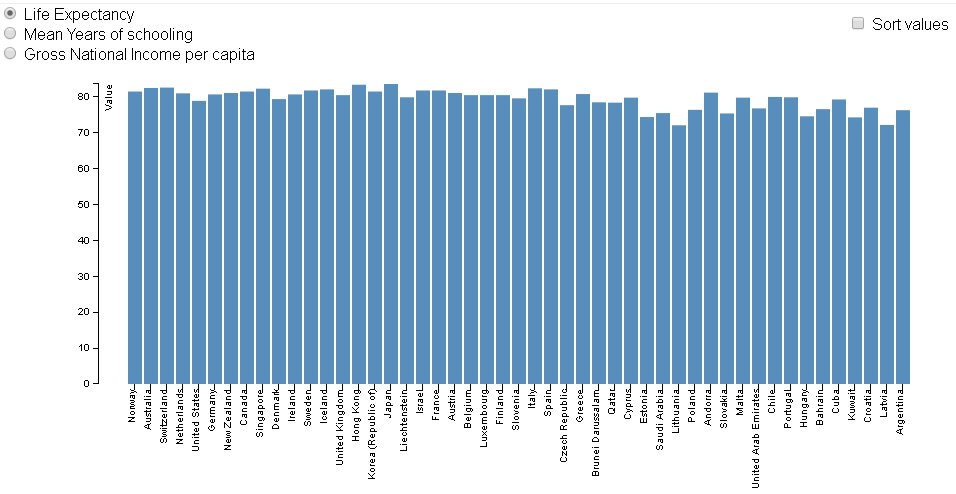 Life Expectancy
Mean Years of schooling
Gross National Income per capita
Sort values
Value
80
70
60
50
40
30
20
10
0
Norway
Australia
Switzerland
Netherlands
United States
Germany
New Zealand
Canada
Singapore
Denmark
Ireland
Sweden
Iceland
United Kingdom
Hong Kong
Korea (Republic of)
Japan
Liechtenstein
Israel
France
Austria
Belgium
Luxembourg
Finland
Slovenia
Italy
Spain
Czech Republic
Greece
Brunei Darussalam
Qatar
Cyprus
Estonia
Saudi Arabia
Lithuania
Poland
Andorra
Slovakia
Malta
United Arab Emirates
Chile
Portugal
Hungary
Bahrain
Cuba
Kuwait
Croatia
Latvia
Argentina